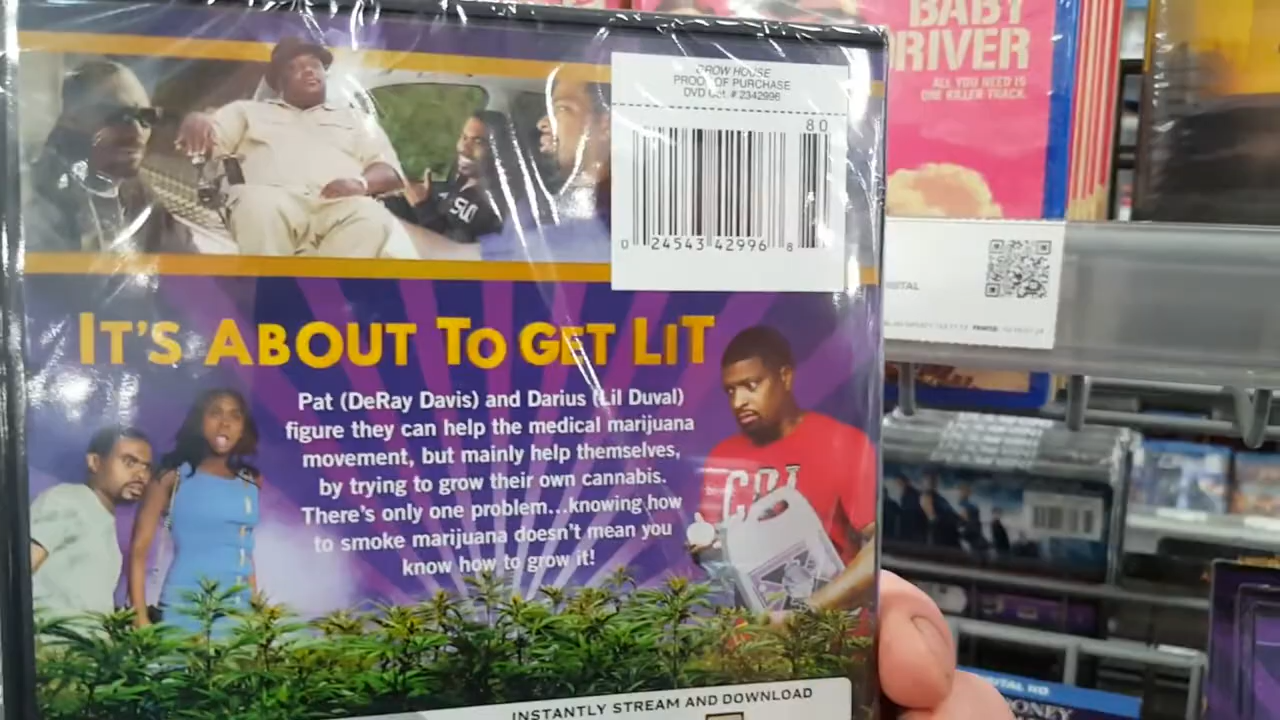 GROW HOUSE
PROOF OF PURCHASE
DVD Cat. # 2342996
80
0 24543 42996 8
IT'S ABOUT TO GET LIT
Pat (DeRay Davis) and Darius (Lil Duval)
figure they can help the medical marijuana
movement, but mainly help themselves,
by trying to grow their own cannabis.
There's only one problem...knowing how
to smoke marijuana doesn't mean you
know how to grow it!
INSTANTLY STREAM AND DOWNLOAD
BABY
RIVER
ALL YOU NEED IS
ONE KILLER TRACK.